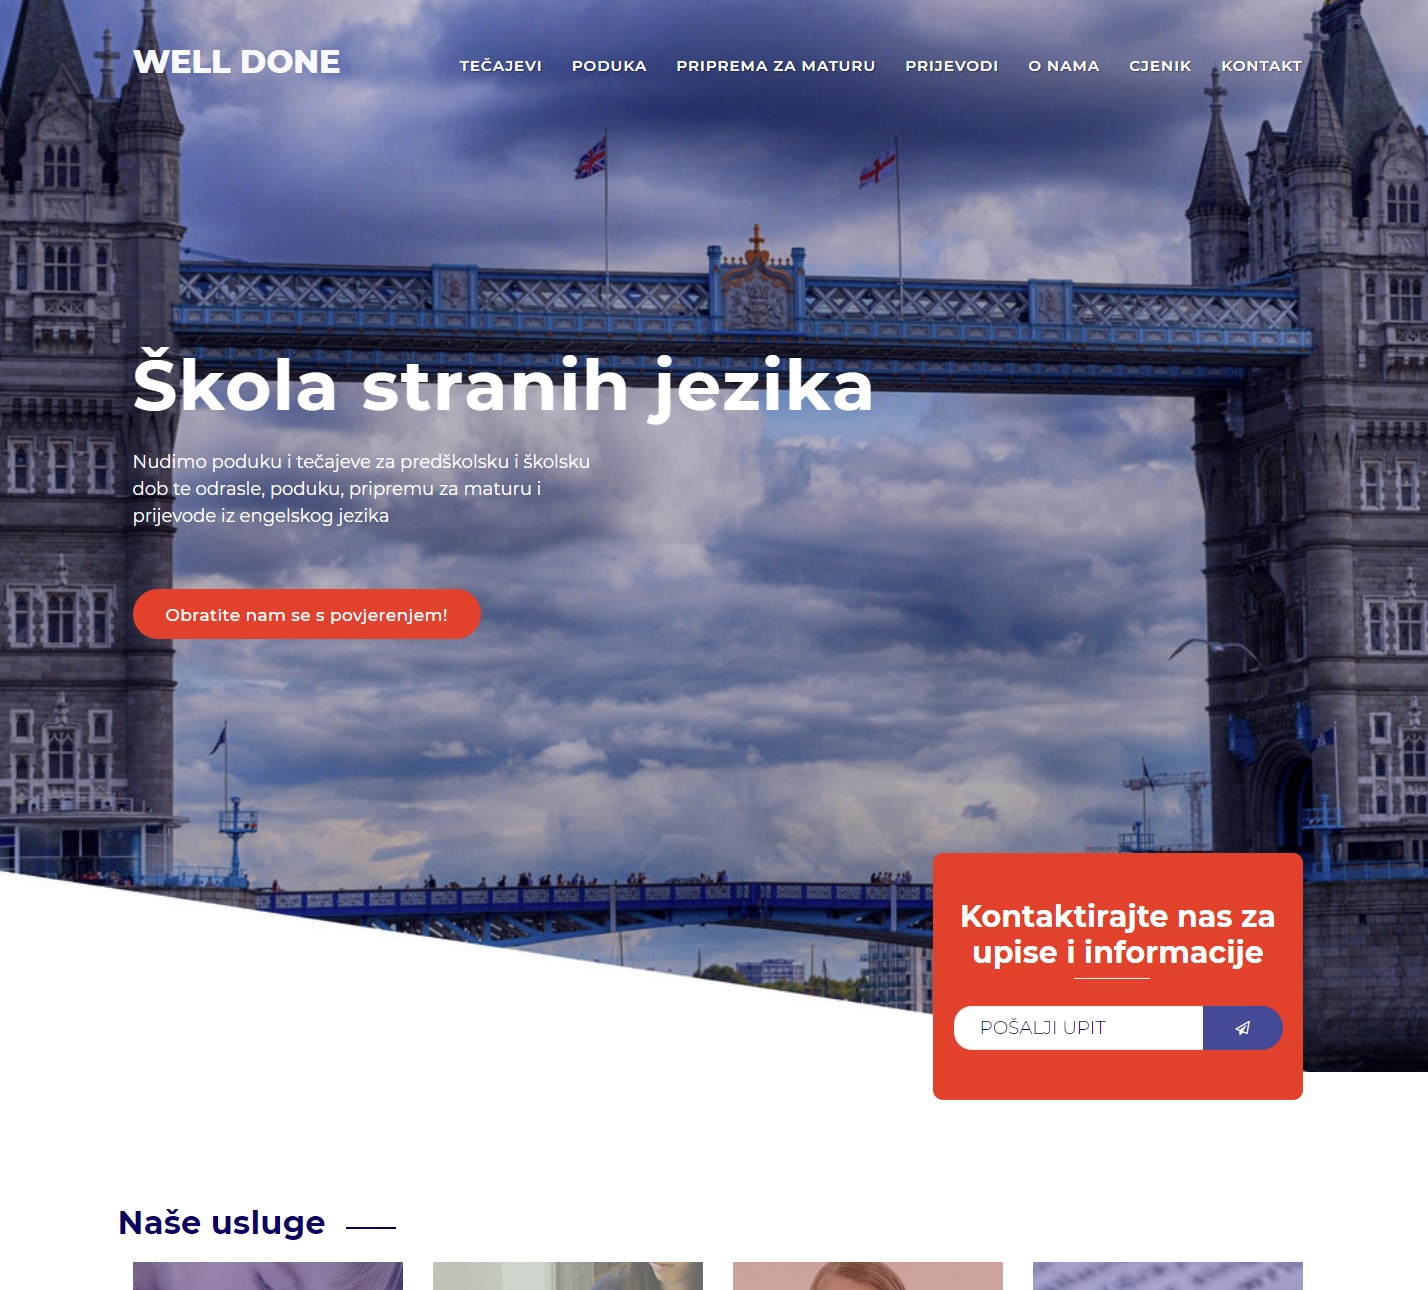 WELL DONE
TEČAJEVI PODUKA PRIPREMA ZA MATURU PRIJEVODI O NAMA CJENIK KONTAKT
Škola stranih jezika
Nudimo poduku i tečajeve za predškolsku i školsku
dob te odrasle, poduku, pripremu za maturu i
prijevode iz engelskog jezika
Obratite nam se s povjerenjem!
Kontaktirajte nas za
upise i informacije
POŠALJI UPIT
Naše usluge